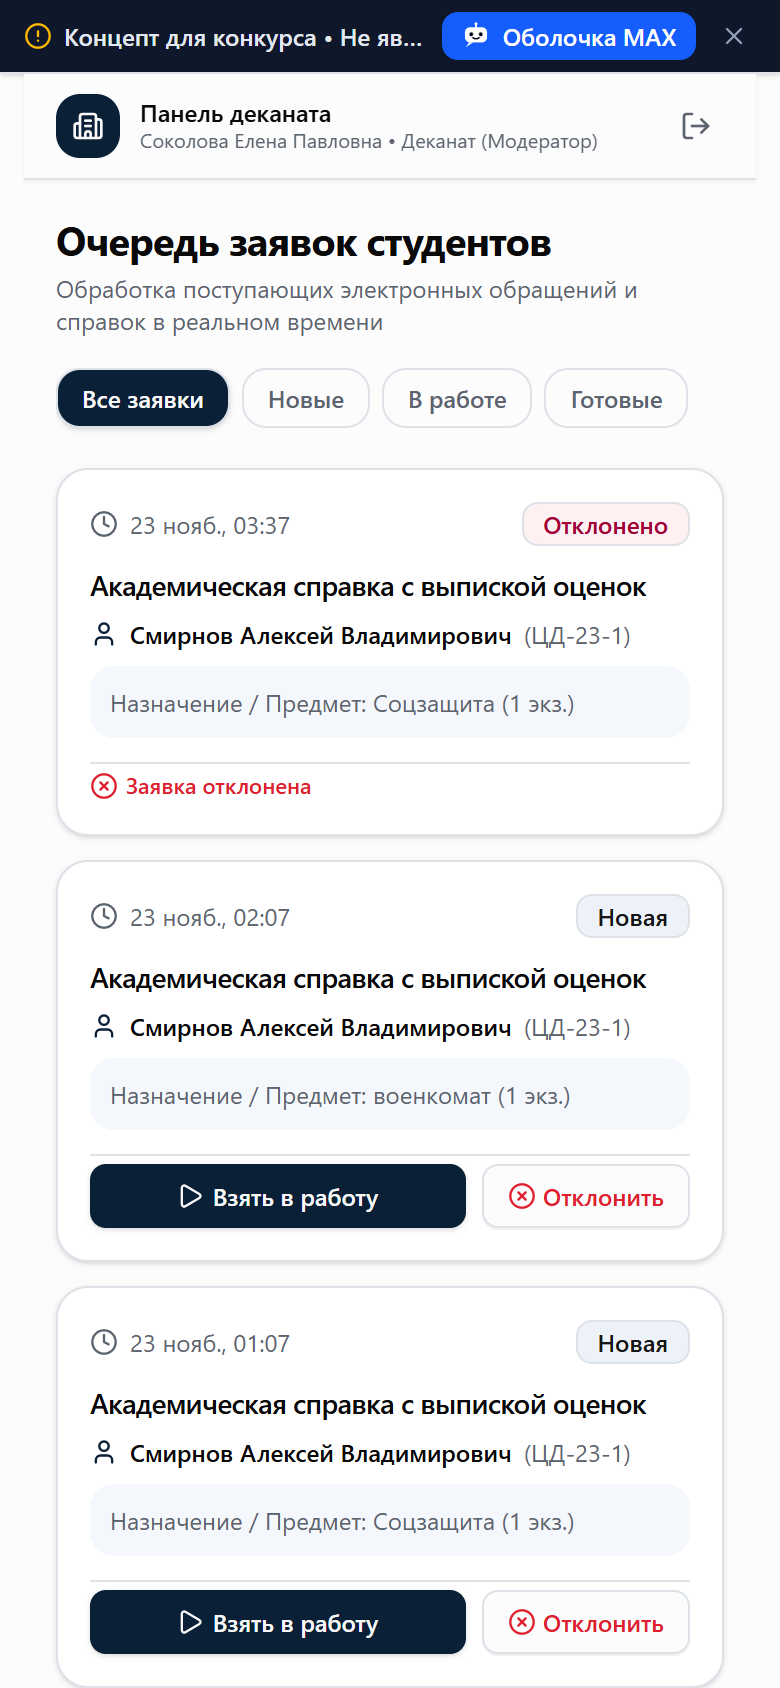 Концепт для конкурса • Не яв...
Оболочка MAX
Панель деканата
Соколова Елена Павловна • Деканат (Модератор)
Очередь заявок студентов
Обработка поступающих электронных обращений и
справок в реальном времени
Все заявки
Новые
В работе
Готовые
23 нояб., 03:37
Отклонено
Академическая справка с выпиской оценок
Смирнов Алексей Владимирович (ЦД-23-1)
Назначение / Предмет: Соцзащита (1 экз.)
Заявка отклонена
23 нояб., 02:07
Новая
Академическая справка с выпиской оценок
Смирнов Алексей Владимирович (ЦД-23-1)
Назначение / Предмет: военкомат (1 экз.)
Взять в работу
Отклонить
23 нояб., 01:07
Новая
Академическая справка с выпиской оценок
Смирнов Алексей Владимирович (ЦД-23-1)
Назначение / Предмет: Соцзащита (1 экз.)
Взять в работу
Отклонить